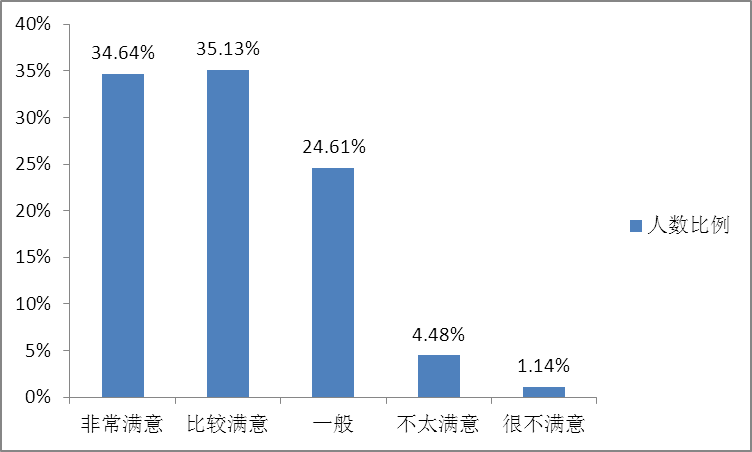 40%
35%
30%
25%
20%
15%
10%
5%
0%
34.64%
35.13%
24.61%
4.48%
1.14%
非常满意
比较满意
一般
不太满意
很不满意
人数比例